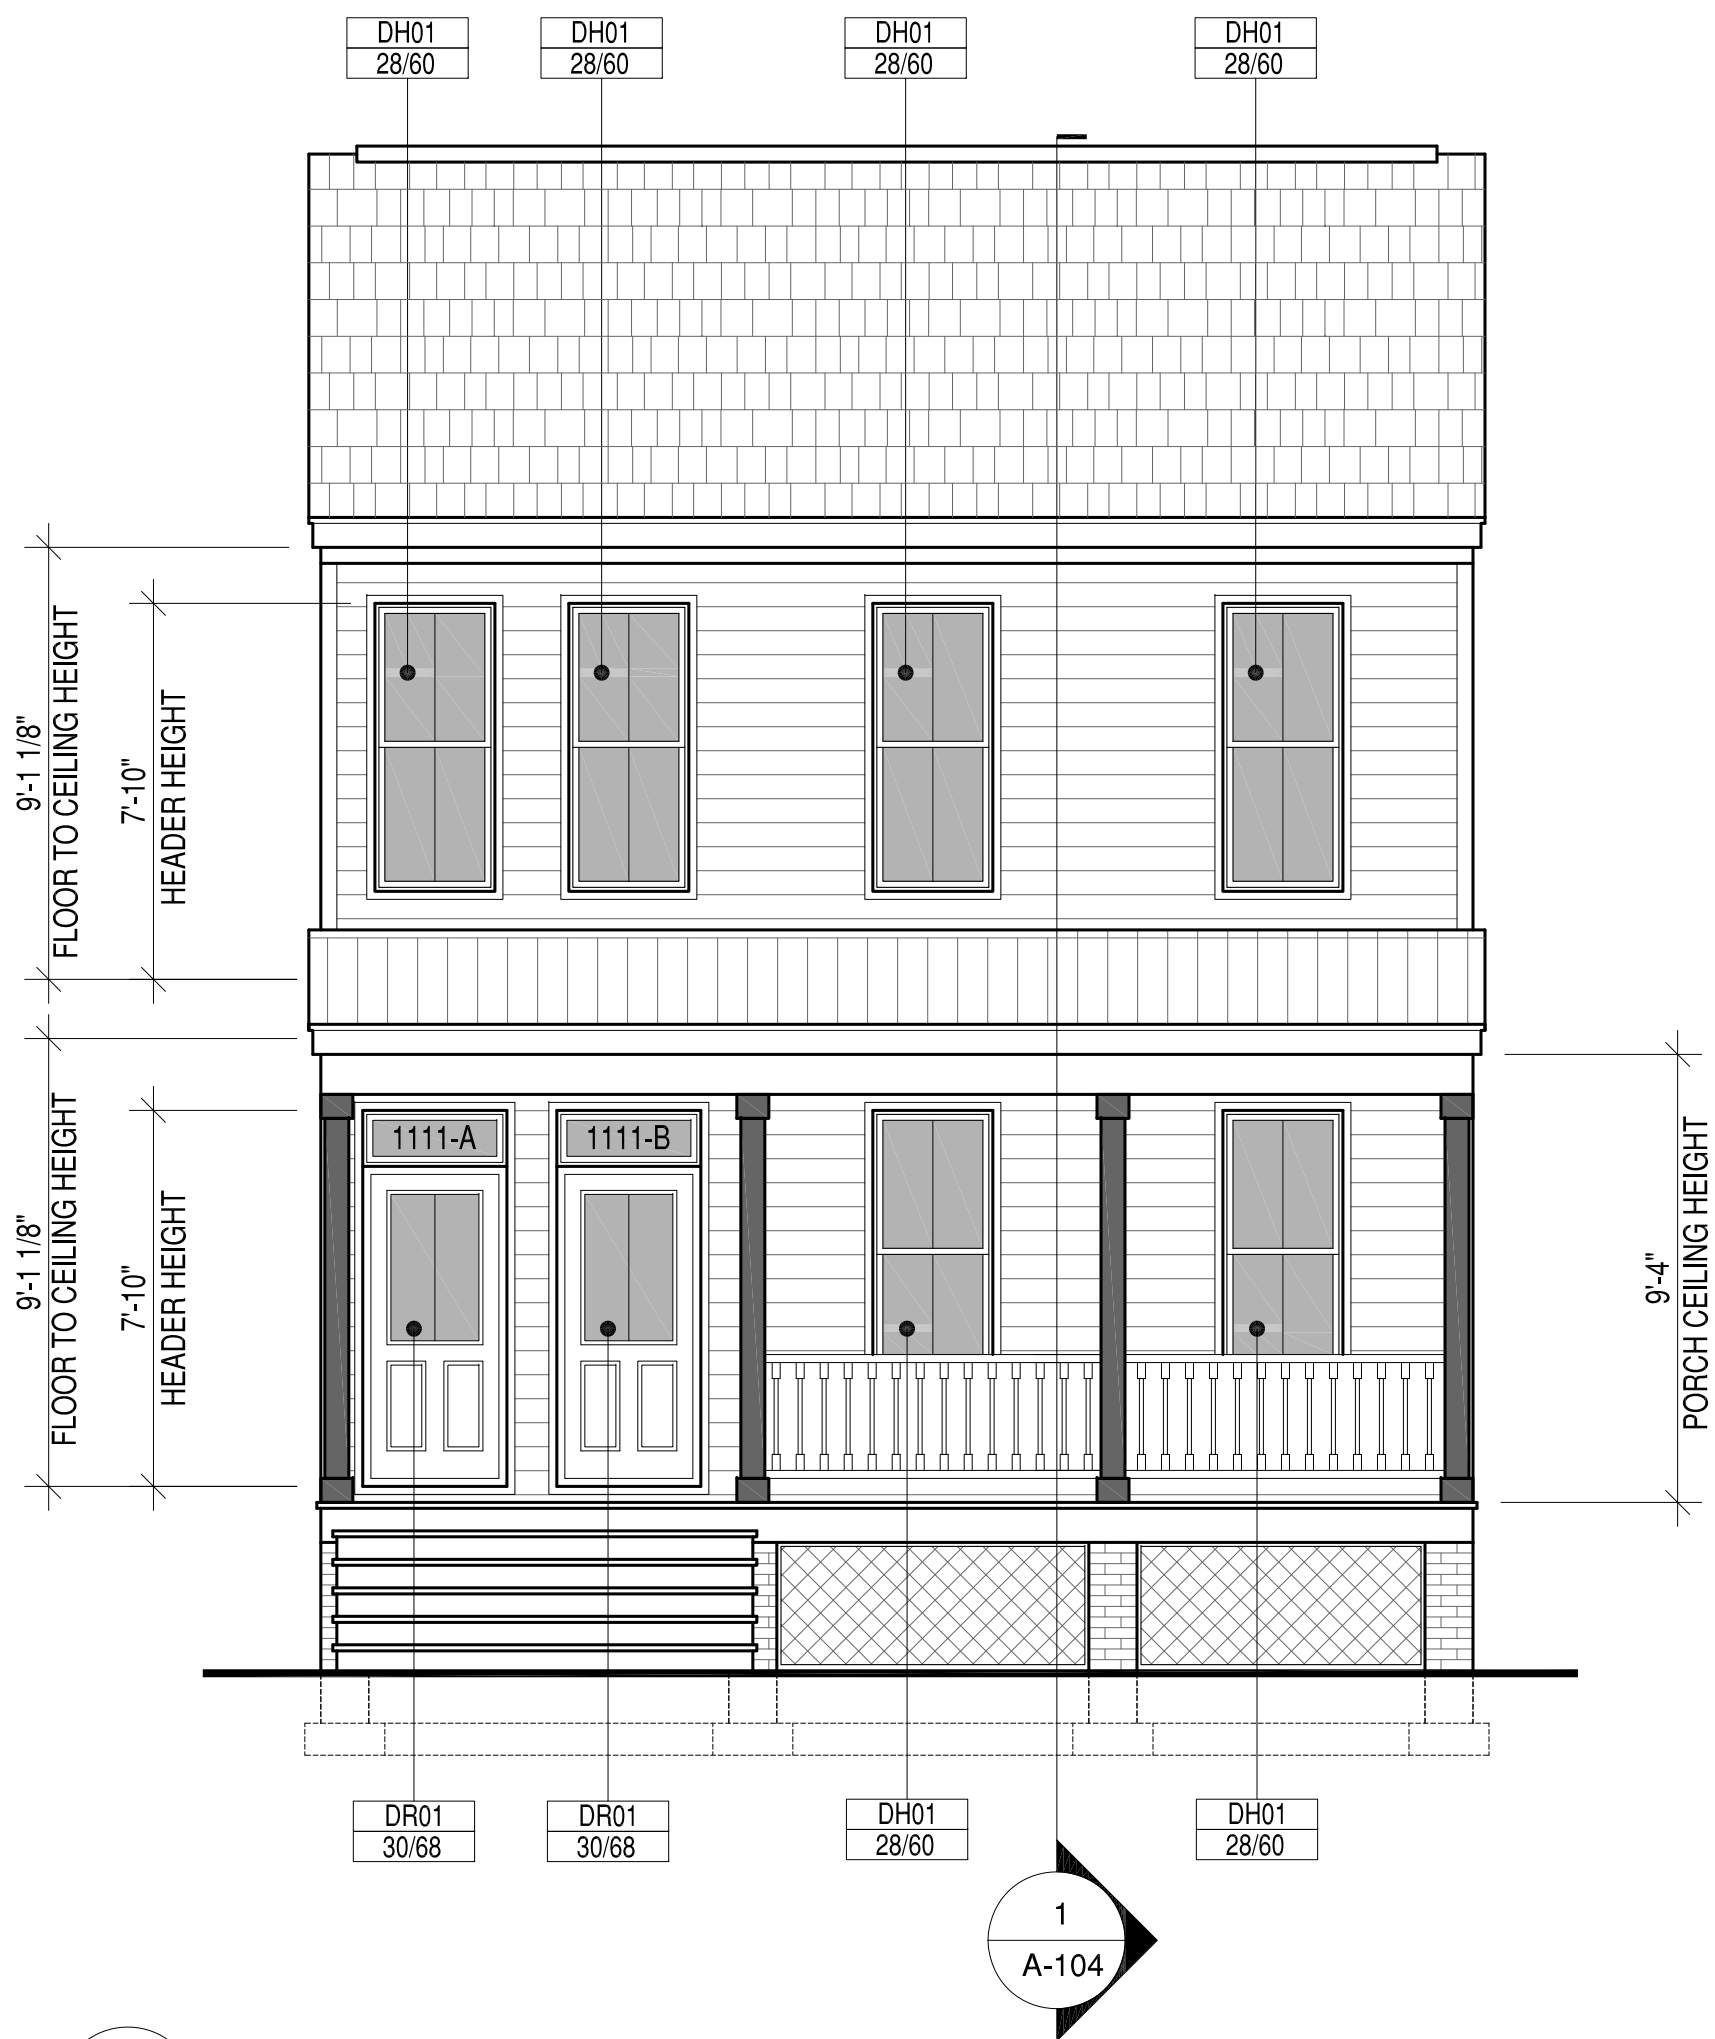 DH01
28/60
DH01
28/60
DH01
28/60
DH01
28/60
9'-1 1/8"
FLOOR TO CEILING HEIGHT
7'-10"
HEADER HEIGHT
9'-1 1/8"
FLOOR TO CEILING HEIGHT
7'-10"
HEADER HEIGHT
1111-A
1111-B
9'-4"
PORCH CEILING HEIGHT
DR01
30/68
DR01
30/68
DH01
28/60
DH01
28/60
1
A-104